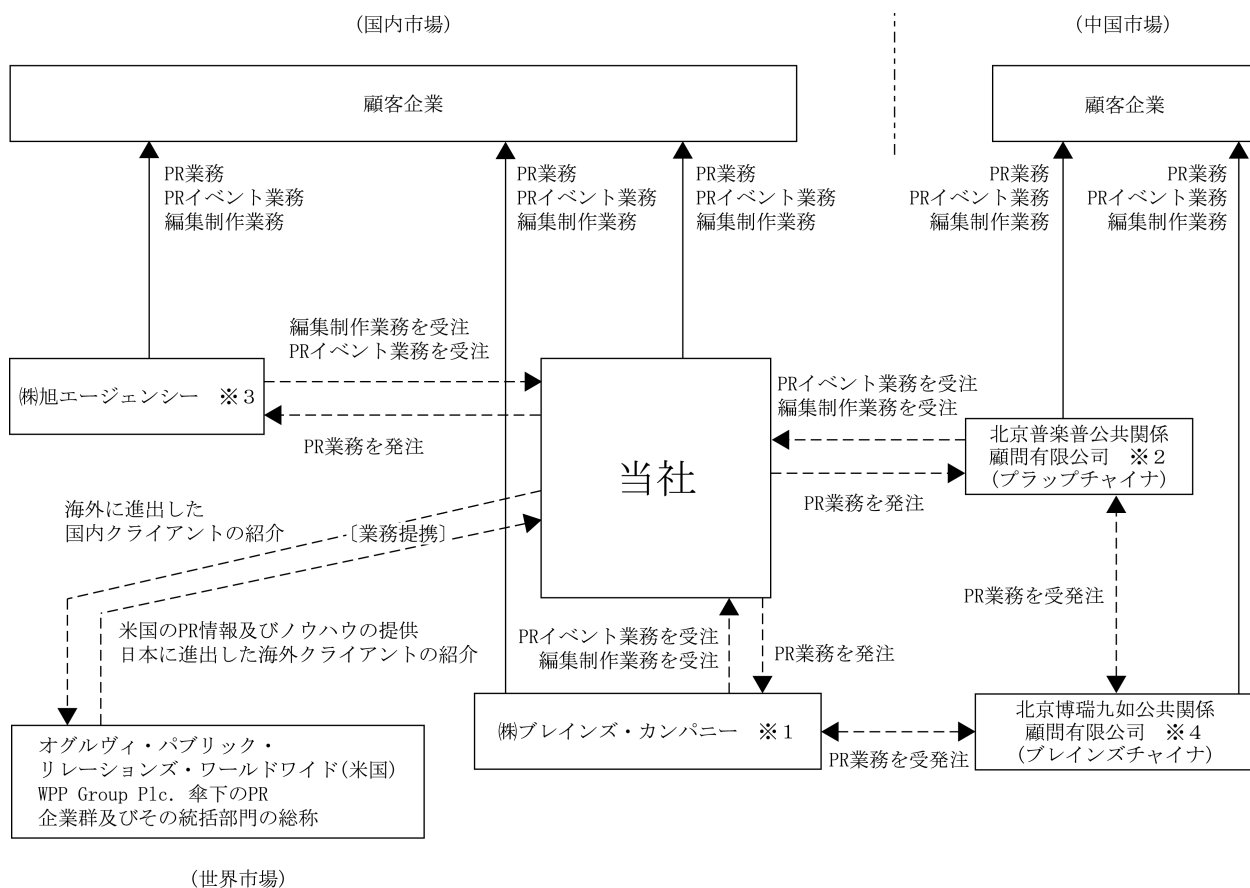 (国内市場)
(中国市場)
顧客企業
顧客企業
PR業務
PRイベント業務
編集制作業務
PR業務
PRイベント業務
編集制作業務
PR業務
PRイベント業務
編集制作業務
PR業務
PRイベント業務
編集制作業務
PR業務
PRイベント業務
編集制作業務
編集制作業務を受注
PRイベント業務を受注
㈱旭エージェンシー ※3
PR業務を発注
当社
PRイベント業務を受注
編集制作業務を受注
北京普楽普公共関係
顧問有限公司 ※2
(プラップチャイナ)
PR業務を発注
海外に進出した
国内クライアントの紹介
〔業務提携〕
PR業務を受発注
米国のPR情報及びノウハウの提供
日本に進出した海外クライアントの紹介
PRイベント業務を受注
編集制作業務を受注
PR業務を発注
㈱ブレインズ・カンパニー ※1
PR業務を受発注
北京博瑞九如公共関係
顧問有限公司 ※4
(ブレインズチャイナ)
オグルヴィ・パブリック・
リレーションズ・ワールドワイド(米国)
WPP Group Plc. 傘下のPR
企業群及びその統括部門の総称
(世界市場)